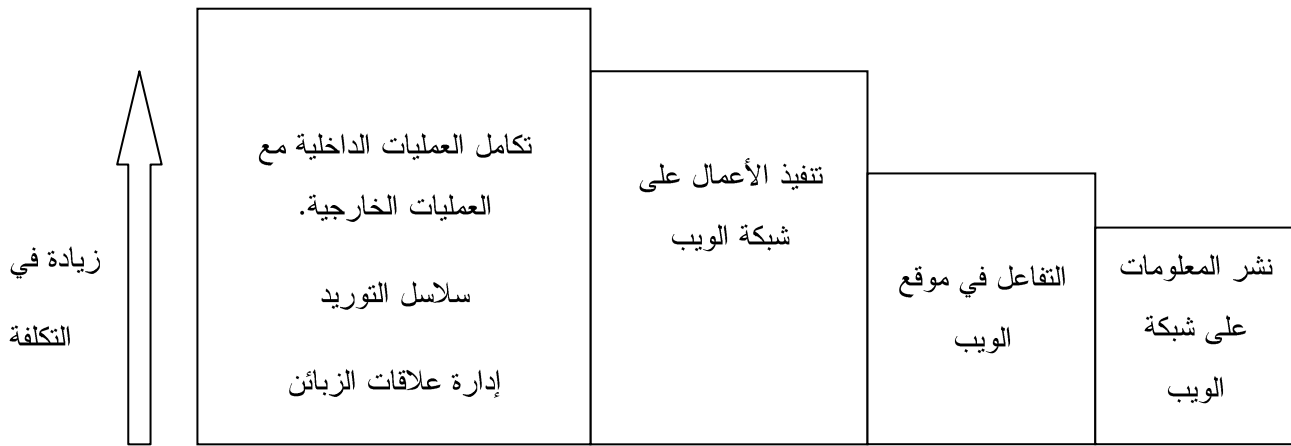 نشر المعلومات
على شبكة
الويب
التفاعل في موقع
الويب
تنفيذ الأعمال على
شبكة الويب
تكامل العمليات الداخلية مع
العمليات الخارجية.
سلاسل التوريد
إدارة علاقات الزبائن
زيادة في
التكلفة